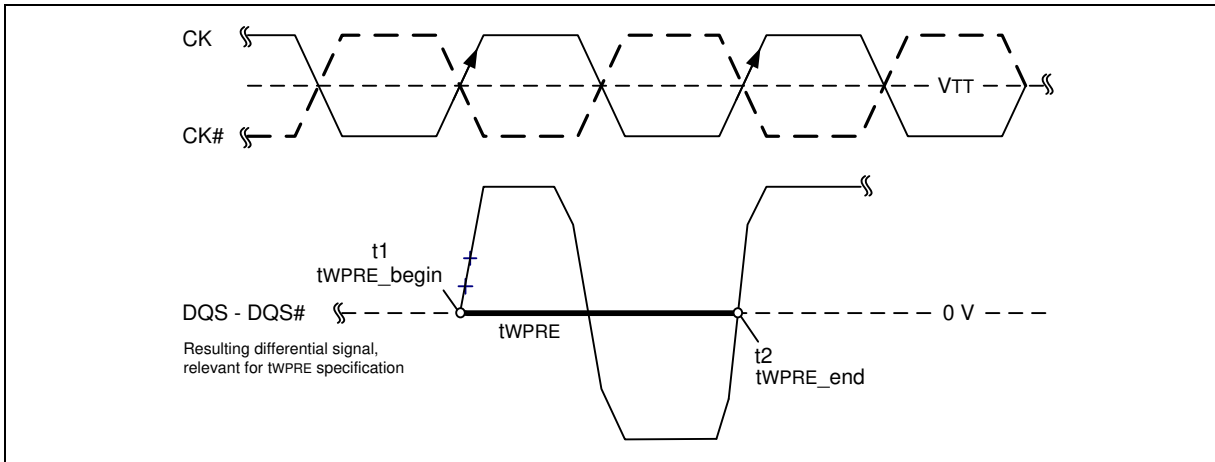 CK
VTT
CK#
t1
tWPRE_begin
DQS - DQS#
tWPRE
0 V
Resulting differential signal,
relevant for tWPRE specification
t2
tWPRE_end